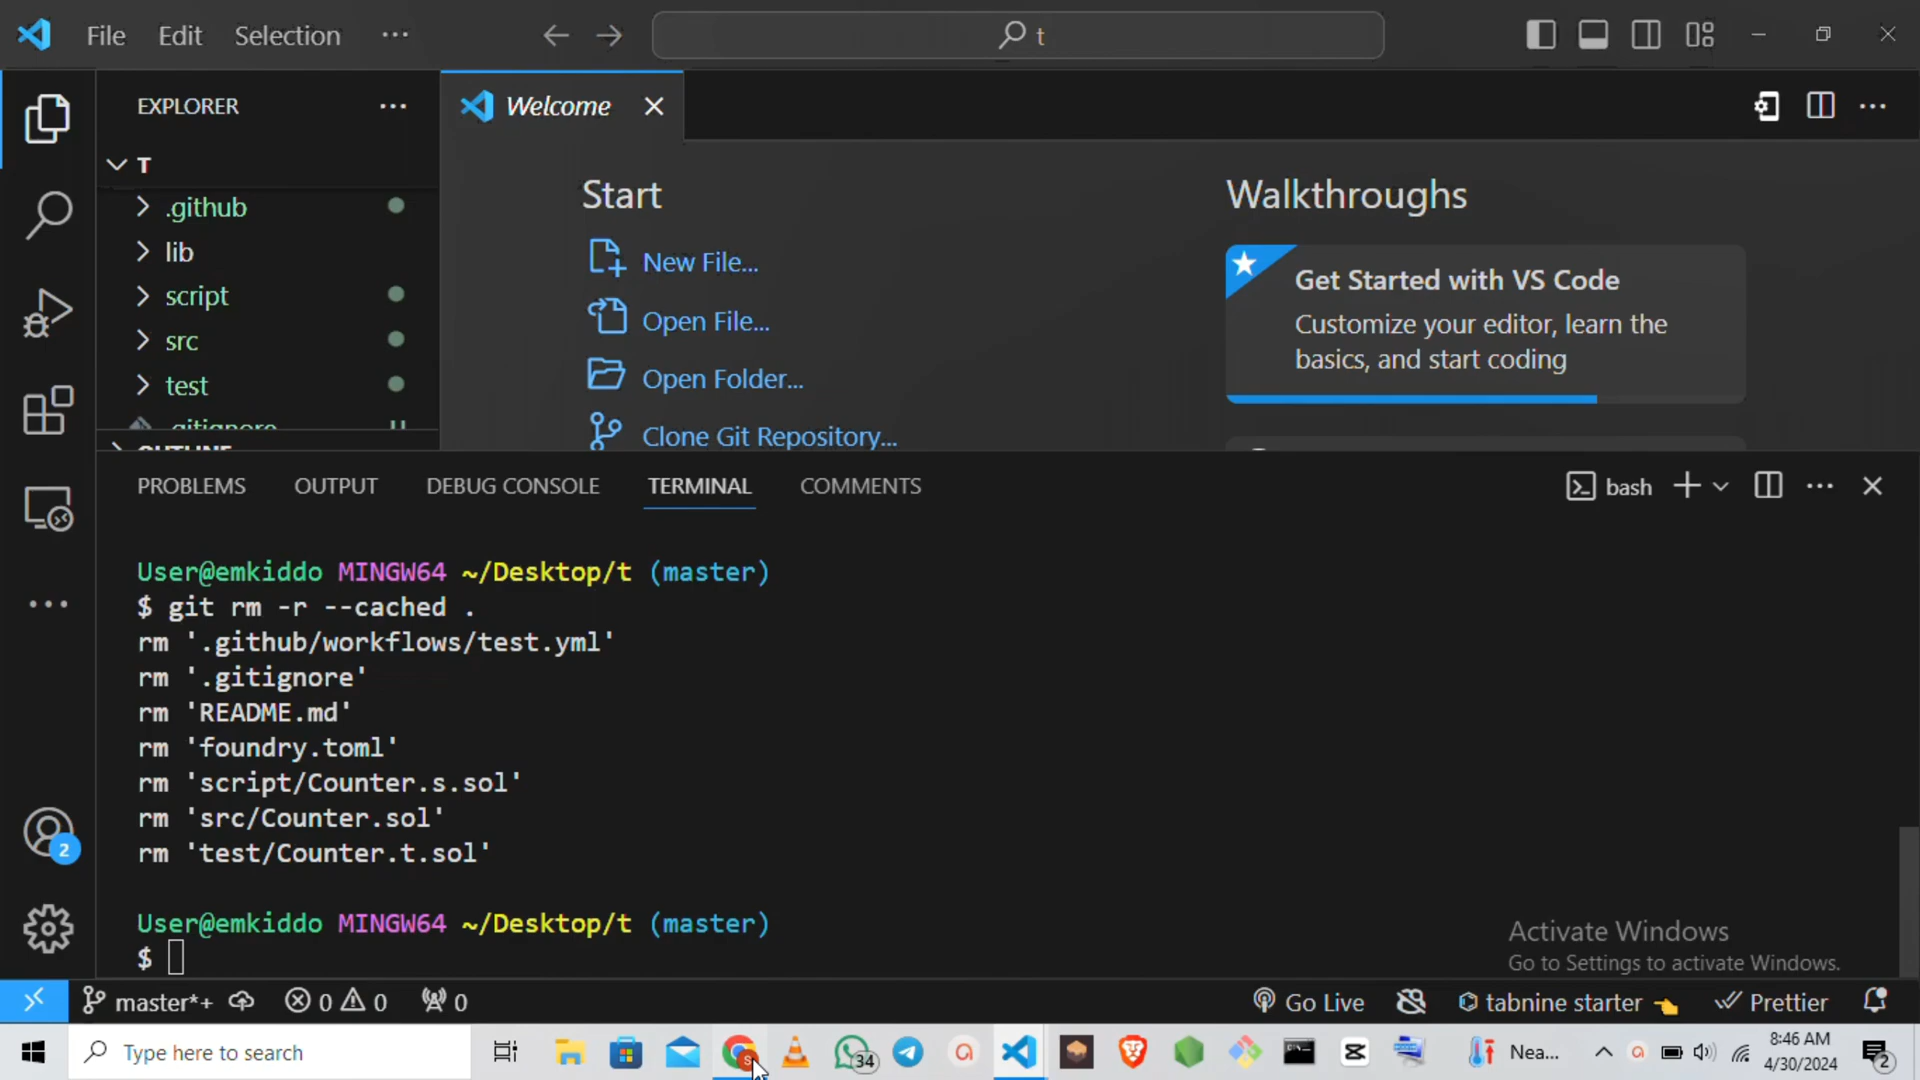 File Edit Selection ··· t
EXPLORER ···
Welcome
T
.github
lib
script
src
test
.gitignore U
OUTLINE
Start
New File...
Open File...
Open Folder...
Clone Git Repository...
Walkthroughs
Get Started with VS Code
Customize your editor, learn the
basics, and start coding
PROBLEMS OUTPUT DEBUG CONSOLE TERMINAL COMMENTS bash
User@emkiddo MINGW64 ~/Desktop/t (master)
$ git rm -r --cached .
rm '.github/workflows/test.yml'
rm '.gitignore'
rm 'README.md'
rm 'foundry.toml'
rm 'script/Counter.s.sol'
rm 'src/Counter.sol'
rm 'test/Counter.t.sol'
User@emkiddo MINGW64 ~/Desktop/t (master)
$
2
Activate Windows
Go to Settings to activate Windows.
master*+ 0 0 0 Go Live tabnine starter Prettier
Type here to search 34 Nea... 8:46 AM
4/30/2024 2